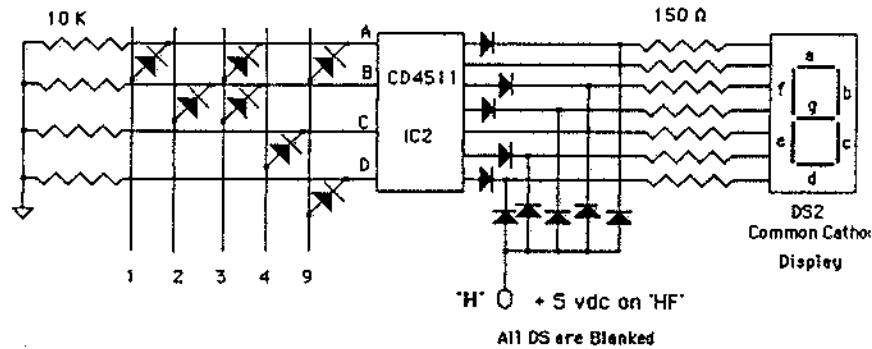 10 K
150 Ω
A
B
C
D
CD4511
IC2
a
f
b
g
e
c
d
DS2
Common Catho
Display
1 2 3 4 9
"H" + 5 vdc on "HF"
All DS are Blanked